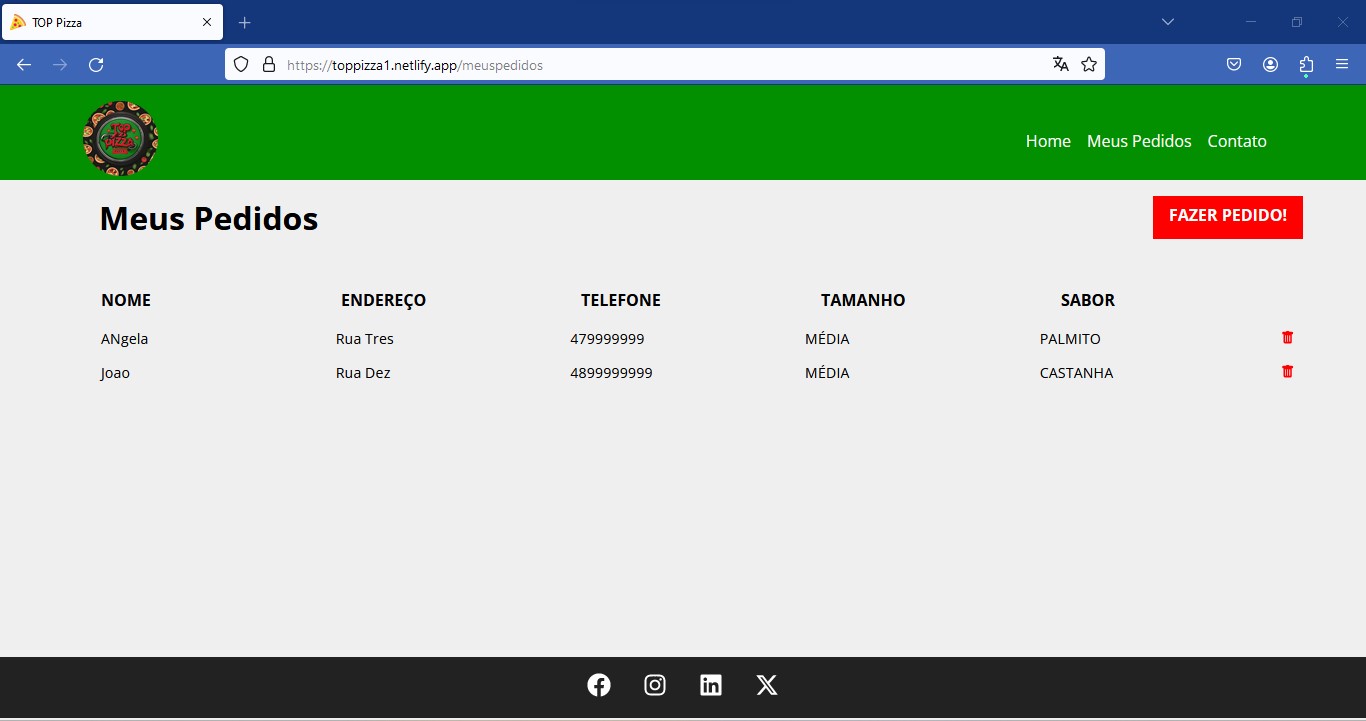 TOP Pizza
https://toppizza1.netlify.app/meuspedidos
TOP
PIZZA
Home Meus Pedidos Contato
Meus Pedidos
FAZER PEDIDO!
NOME ENDEREÇO TELEFONE TAMANHO SABOR
ANgela Rua Tres 479999999 MÉDIA PALMITO
Joao Rua Dez 4899999999 MÉDIA CASTANHA